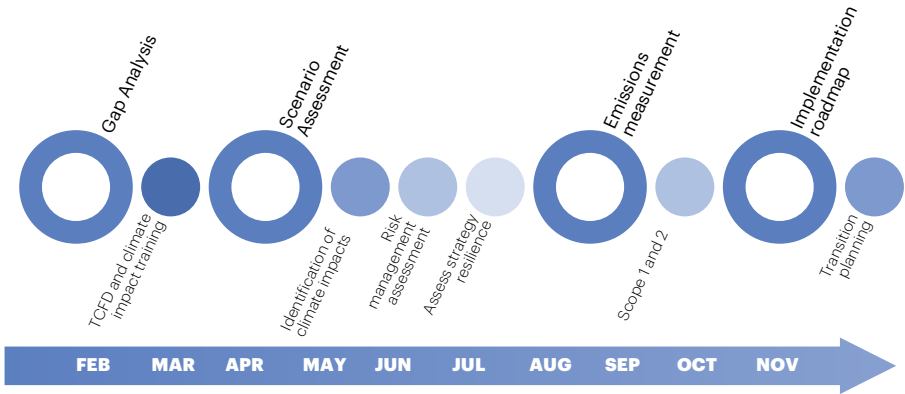 Gap Analysis
Scenario
Assessment
Emissions
measurement
Implementation
roadmap
TCFD and climate
impact training
Identification of
climate impacts
Risk
management
assessment
Assess strategy
resilience
Scope 1 and 2
Transition
planning
FEB MAR APR MAY JUN JUL AUG SEP OCT NOV